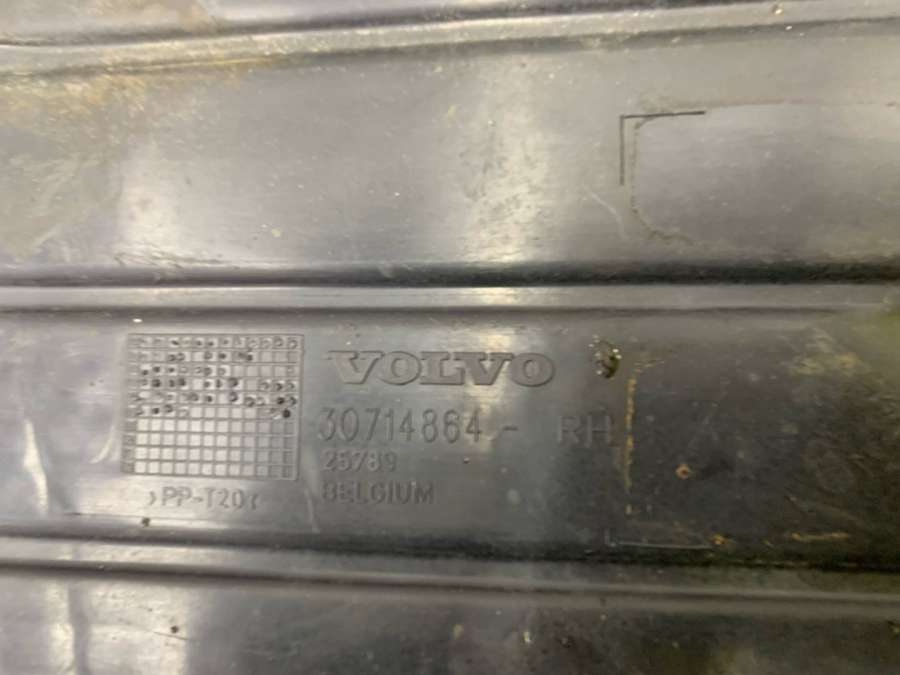 VOLVO
30714864 - RH
25789
BELGIUM
>PP-T20<